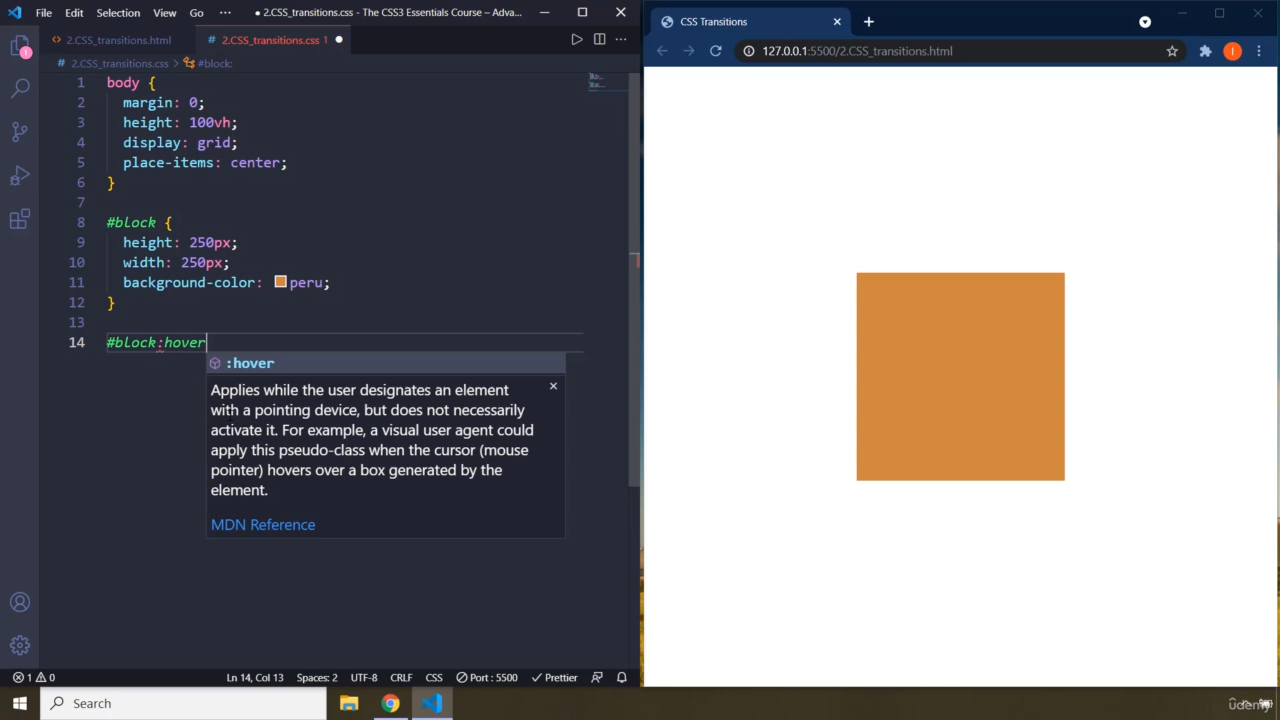 File Edit Selection View Go ··· ● 2.CSS_transitions.css - The CSS3 Essentials Course – Adva...
CSS Transitions
2.CSS_transitions.html
# 2.CSS_transitions.css 1
127.0.0.1:5500/2.CSS_transitions.html
I
1
# 2.CSS_transitions.css > #block:
1 body {
2 margin: 0;
3 height: 100vh;
4 display: grid;
5 place-items: center;
6 }
7
8 #block {
9 height: 250px;
10 width: 250px;
11 background-color: peru;
12 }
13
14 #block:hover
:hover
Applies while the user designates an element
with a pointing device, but does not necessarily
activate it. For example, a visual user agent could
apply this pseudo-class when the cursor (mouse
pointer) hovers over a box generated by the
element.
MDN Reference
1 0 Ln 14, Col 13 Spaces: 2 UTF-8 CRLF CSS Port : 5500 Prettier
Search
udemy